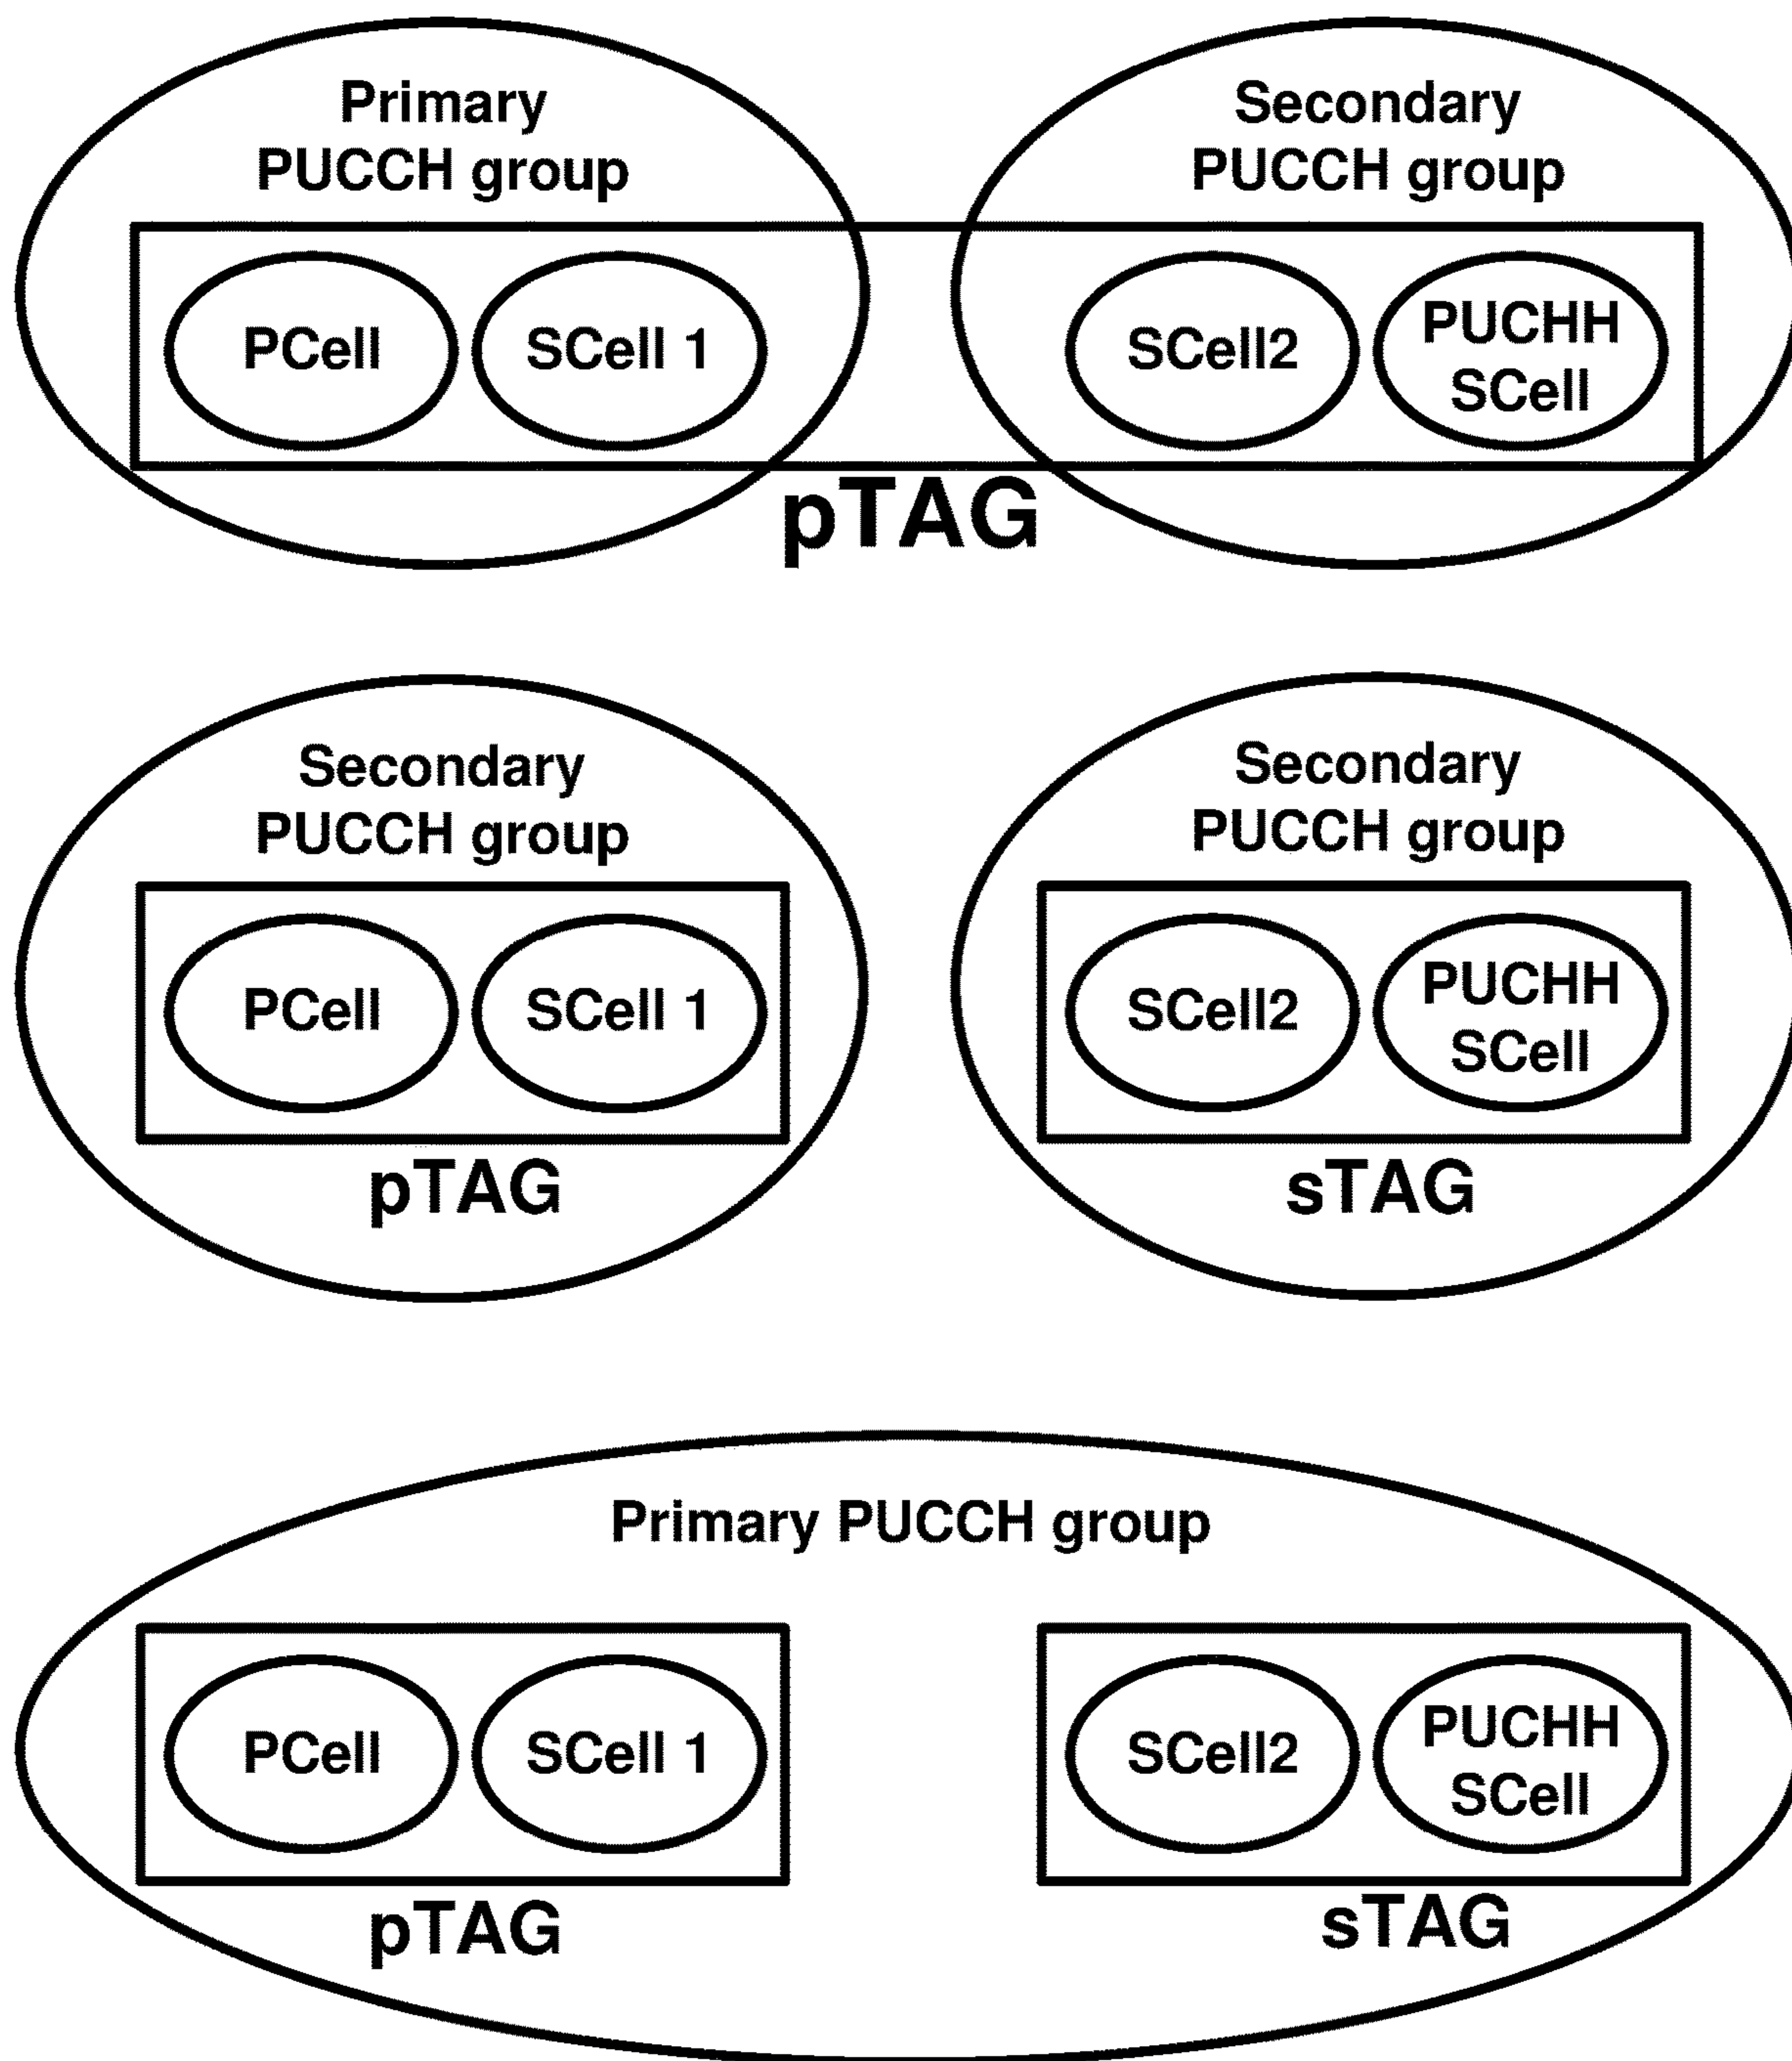 Primary
PUCCH group
Secondary
PUCCH group
PCell
SCell 1
SCell2
PUCHH
SCell
pTAG
Secondary
PUCCH group
Secondary
PUCCH group
PCell
SCell 1
SCell2
PUCHH
SCell
pTAG
sTAG
Primary PUCCH group
PCell
SCell 1
SCell2
PUCHH
SCell
pTAG
sTAG